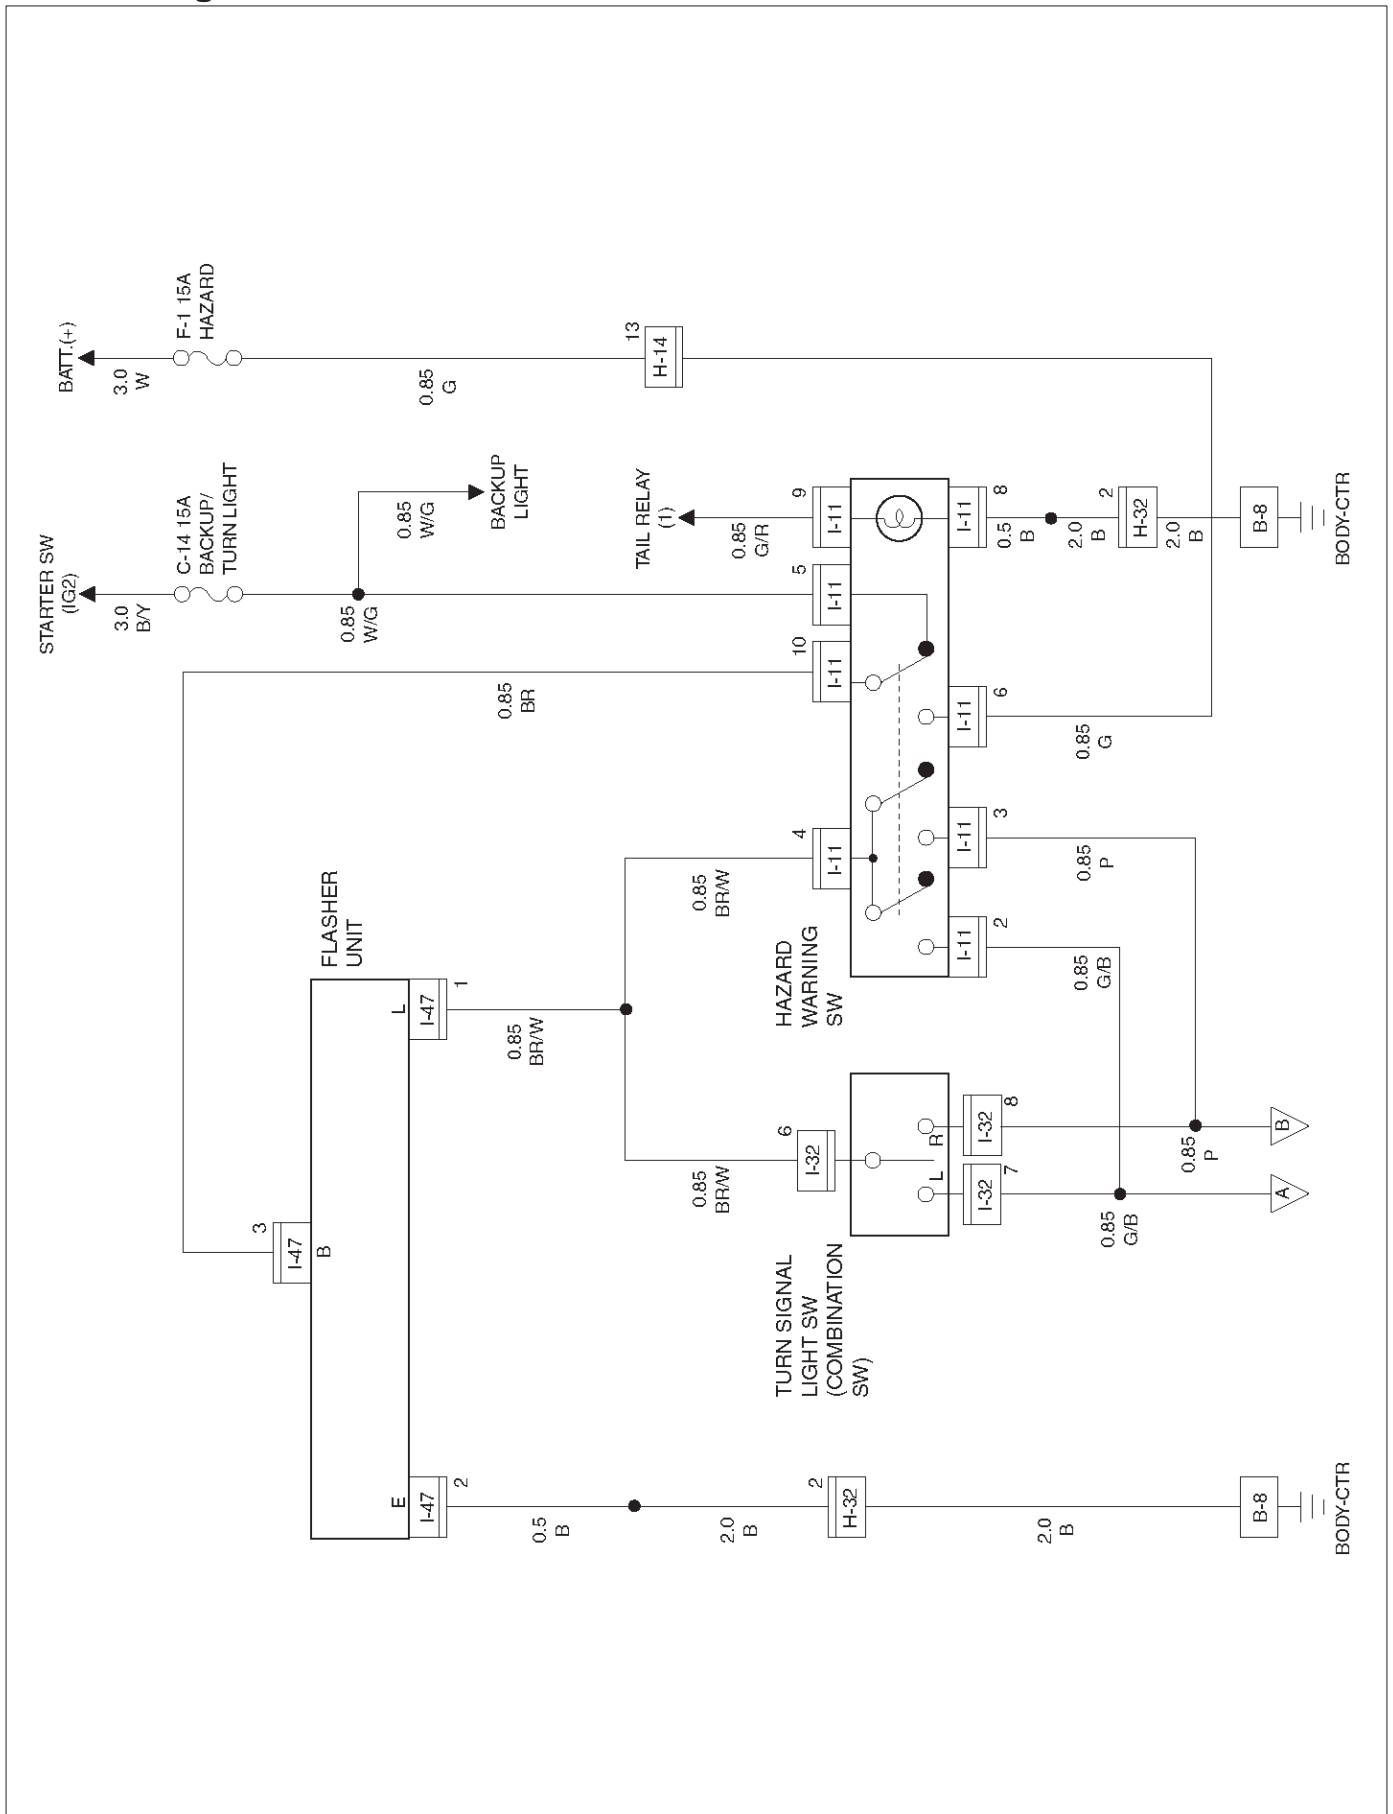 STARTER SW
(IG2)
3.0
B/Y
C-14 15A
BACKUP/
TURN LIGHT
0.85
W/G
0.85
W/G
BACKUP
LIGHT
BATT.(+)
3.0
W
F-1 15A
HAZARD
0.85
G
13
H-14
TAIL RELAY
(1)
0.85
G/R
9
I-11
5
I-11
10
I-11
0.85
BR
3
I-47
B
FLASHER
UNIT
E
L
I-47
2
I-47
1
0.85
BR/W
0.85
BR/W
4
I-11
0.85
BR/W
6
I-32
HAZARD
WARNING
SW
I-11
2
I-11
3
I-11
6
I-11
8
0.85
G/B
0.85
P
0.85
G
0.5
B
2.0
B
2
H-32
2.0
B
B-8
BODY-CTR
TURN SIGNAL
LIGHT SW
(COMBINATION
SW)
L
R
I-32
7
I-32
8
0.85
G/B
0.85
P
A
B
0.5
B
2.0
B
2
H-32
2.0
B
B-8
BODY-CTR